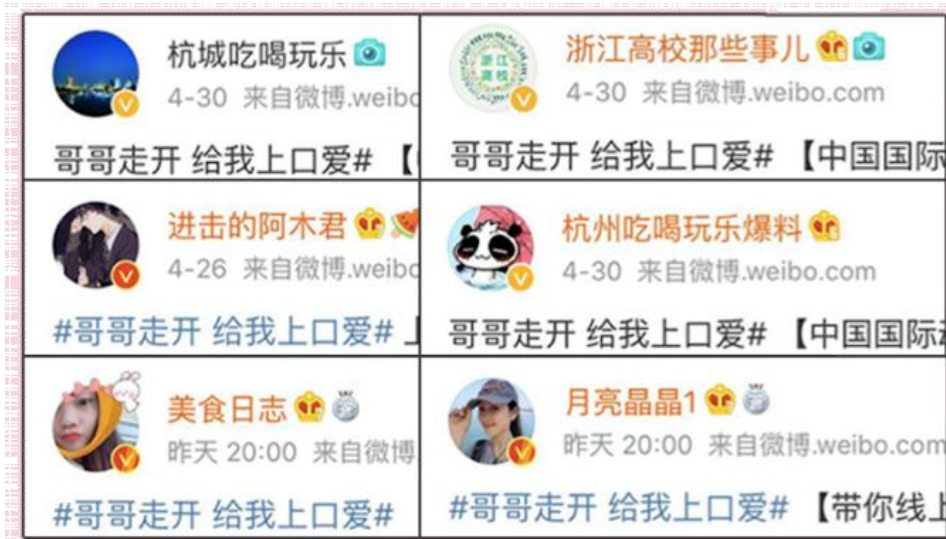 杭城吃喝玩乐
4-30 来自微博.weibo
哥哥走开 给我上口爱# 【
浙江高校那些事儿
4-30 来自微博.weibo.com
哥哥走开 给我上口爱# 【中国国际
进击的阿木君
4-26 来自微博.weibo
#哥哥走开 给我上口爱#
杭州吃喝玩乐爆料
4-30 来自微博.weibo.com
哥哥走开 给我上口爱# 【中国国际
美食日志
昨天 20:00 来自微博
#哥哥走开 给我上口爱#
月亮晶晶1
昨天 20:00 来自微博.weibo.com
#哥哥走开 给我上口爱# 【带你线上
浙江
高校